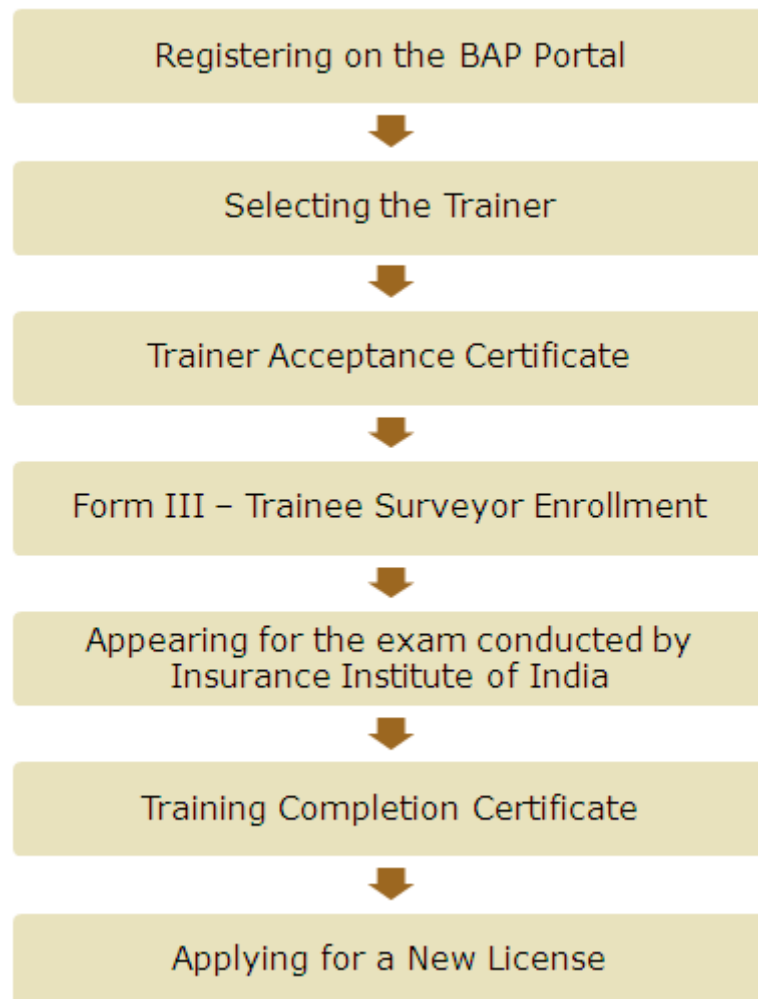 Registering on the BAP Portal
Selecting the Trainer
Trainer Acceptance Certificate
Form III – Trainee Surveyor Enrollment
Appearing for the exam conducted by
Insurance Institute of India
Training Completion Certificate
Applying for a New License